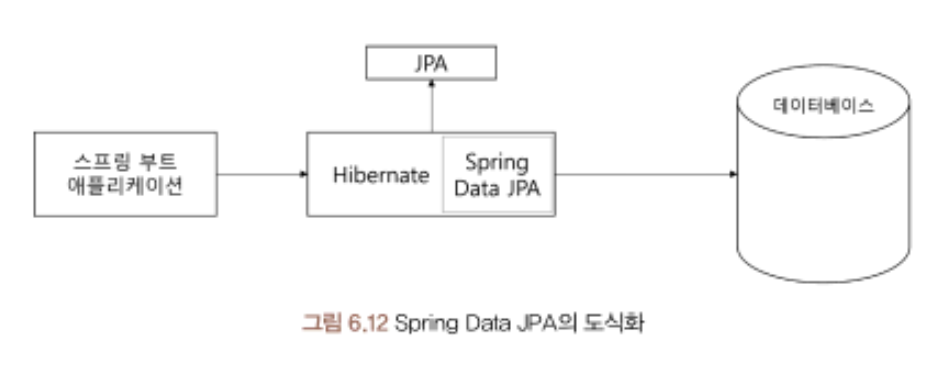 JPA
데이터베이스
스프링 부트
애플리케이션
Hibernate
Spring
Data JPA
그림 6.12 Spring Data JPA의 도식화